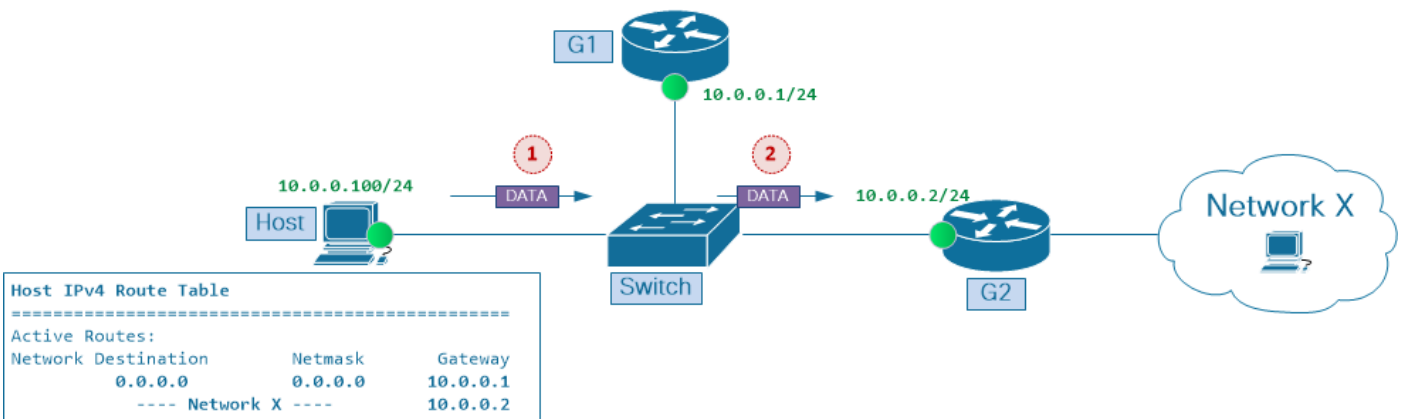 G1
10.0.0.1/24
1
2
10.0.0.100/24
DATA
DATA
10.0.0.2/24
Network X
Host
Switch
G2
Host IPv4 Route Table
================================================
Active Routes:
Network Destination Netmask Gateway
0.0.0.0 0.0.0.0 10.0.0.1
---- Network X ---- 10.0.0.2